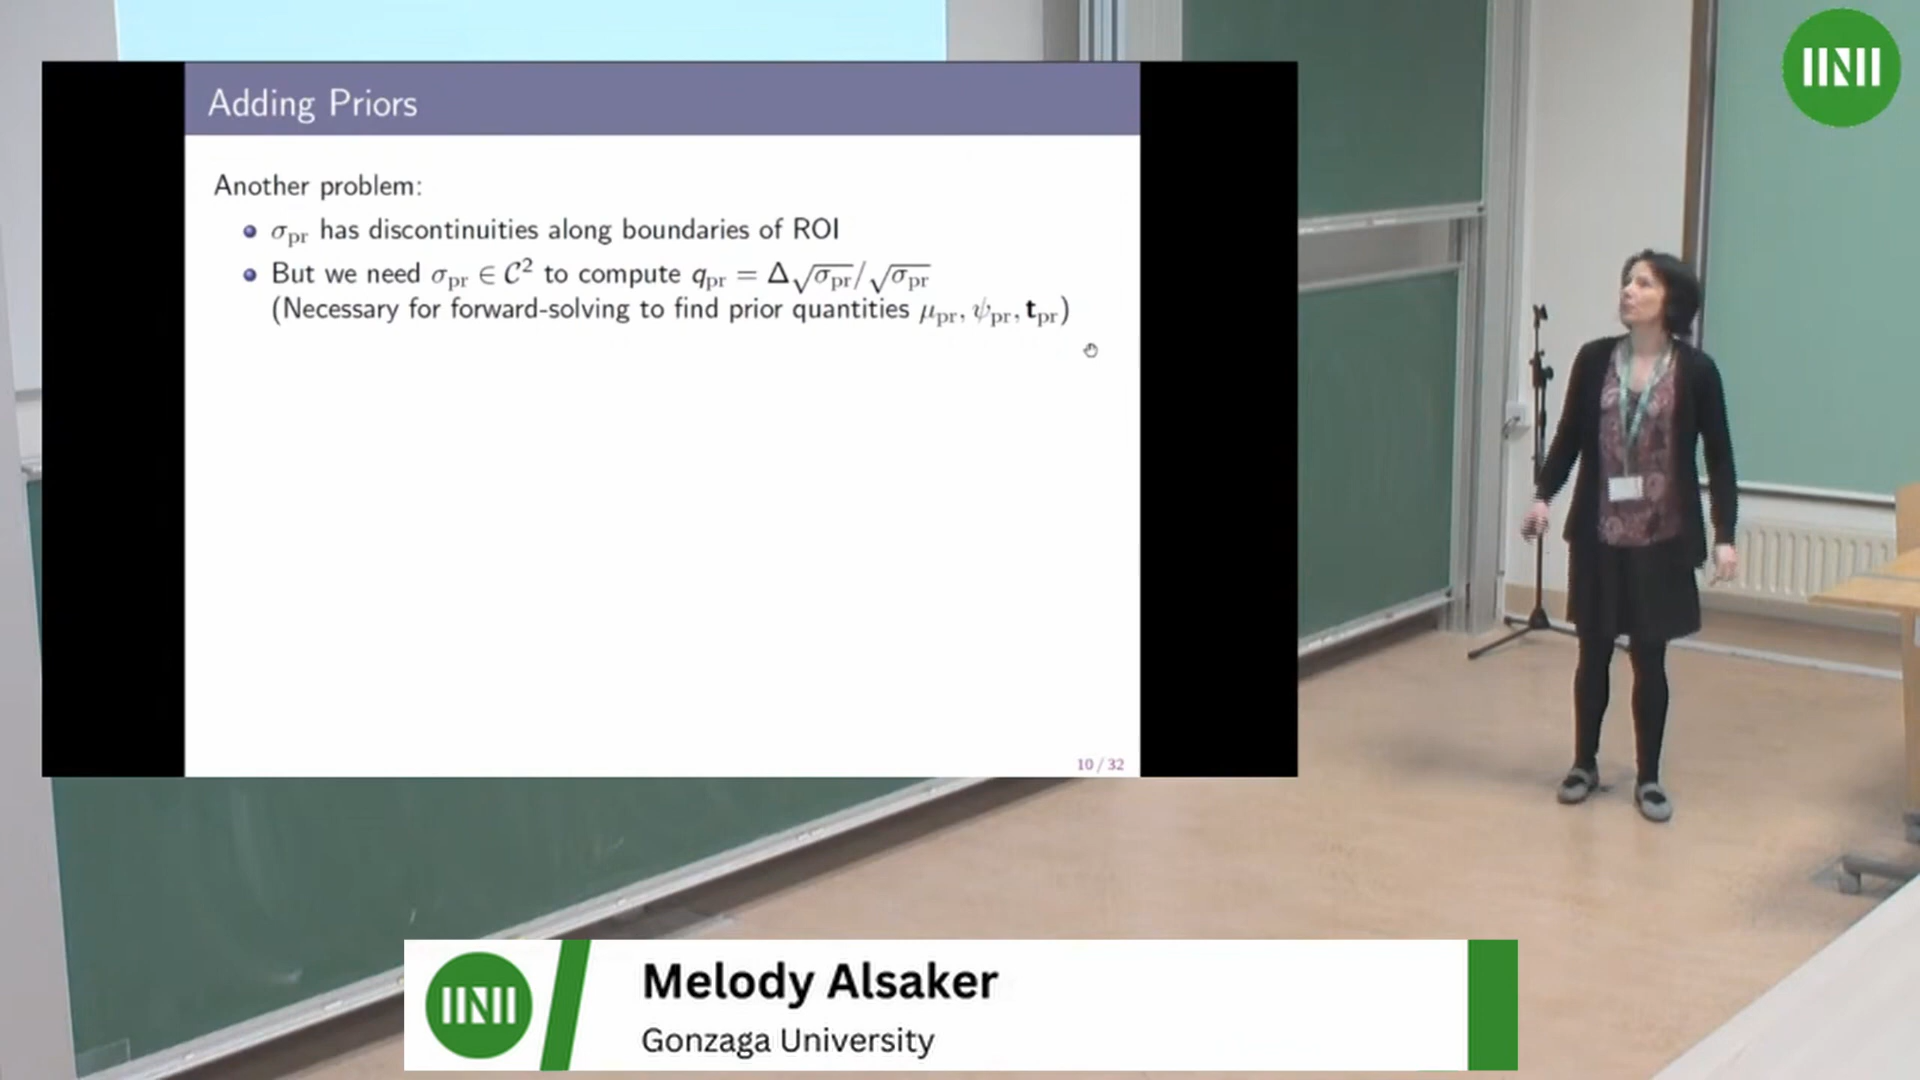 Adding Priors
Another problem:
σpr has discontinuities along boundaries of ROI
But we need σpr ∈ C² to compute qpr = Δ√σpr/√σpr
(Necessary for forward-solving to find prior quantities μpr, ψpr, tpr)
10 / 32
Melody Alsaker
Gonzaga University